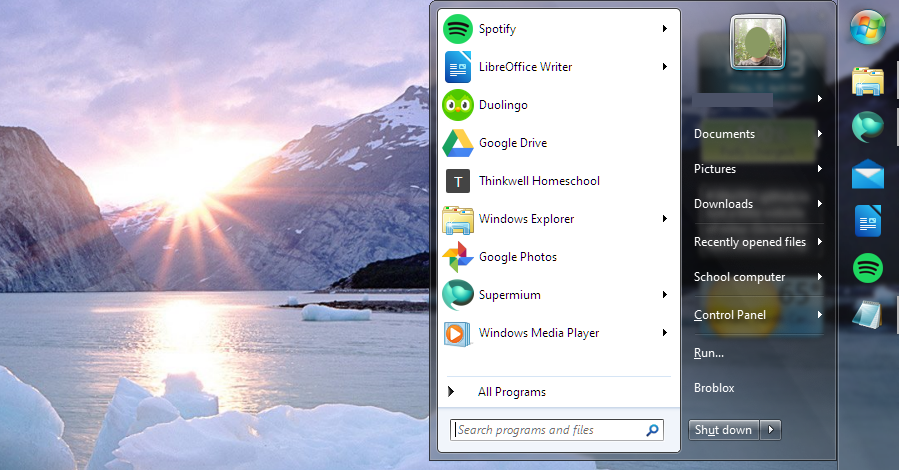 Spotify
LibreOffice Writer
Duolingo
Google Drive
T
Thinkwell Homeschool
Windows Explorer
Google Photos
Supermium
Windows Media Player
All Programs
Search programs and files
Documents
Pictures
Downloads
Recently opened files
School computer
Control Panel
Run...
Broblox
Shut down